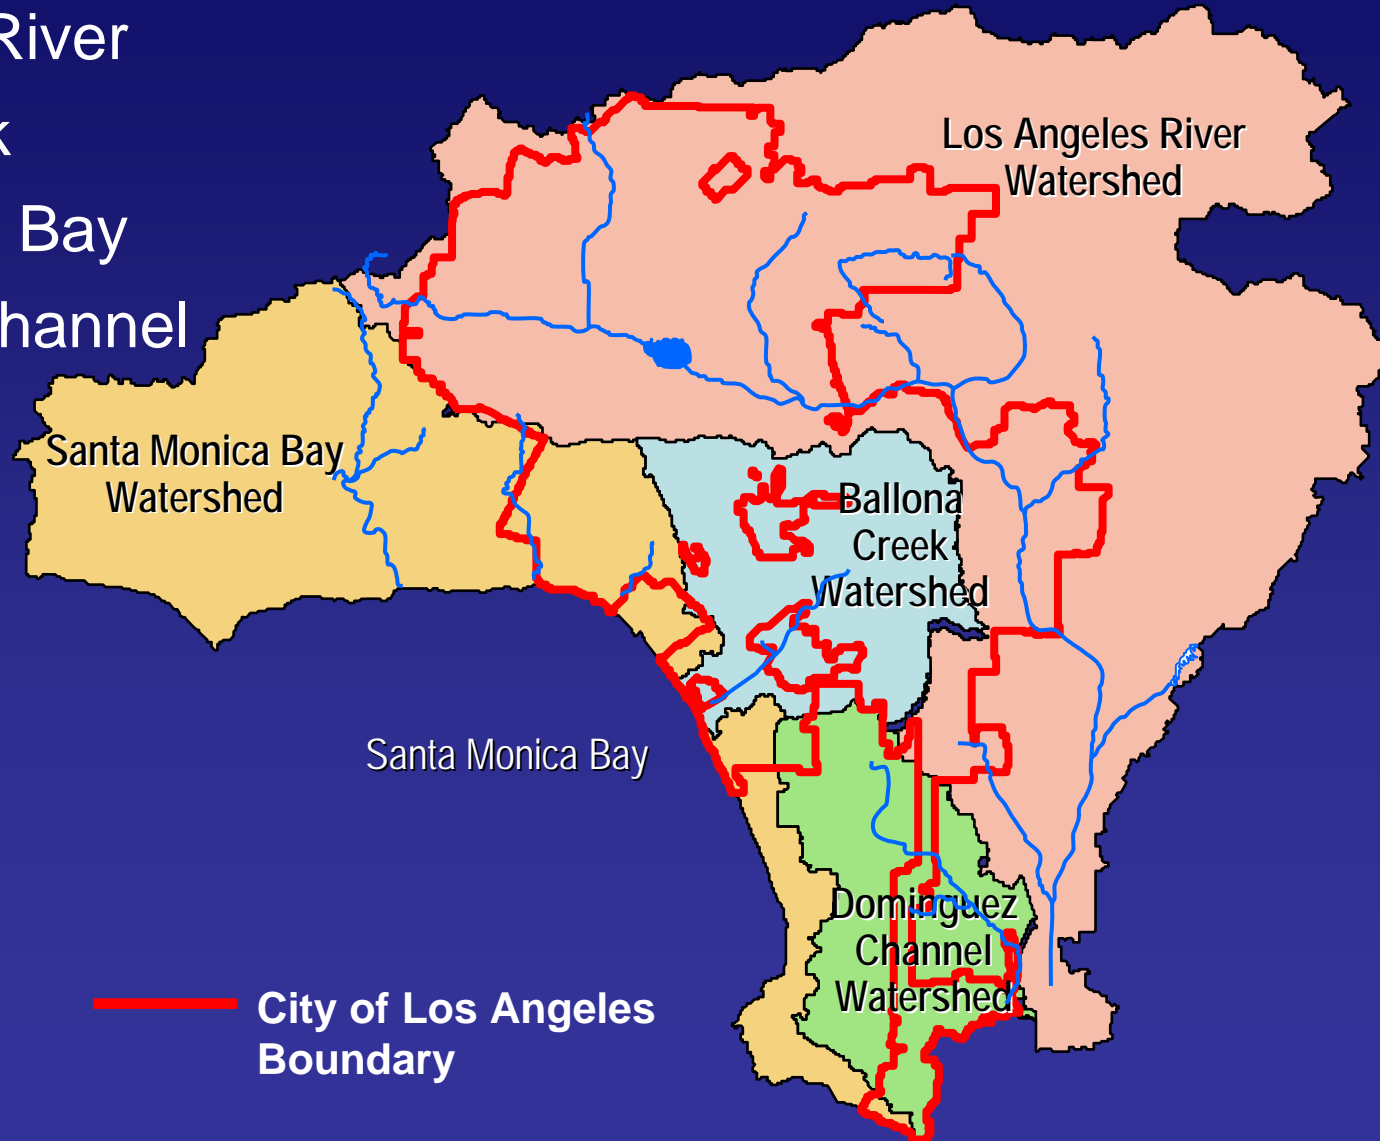 River
k
Bay
hannel
Los Angeles River
Watershed
Santa Monica Bay
Watershed
Ballona
Creek
Watershed
Santa Monica Bay
Dominguez
Channel
Watershed
City of Los Angeles
Boundary